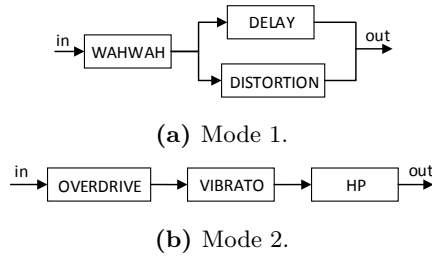 DELAY
in
WAHWAH
out
DISTORTION
(a) Mode 1.
in
OVERDRIVE
VIBRATO
HP
out
(b) Mode 2.